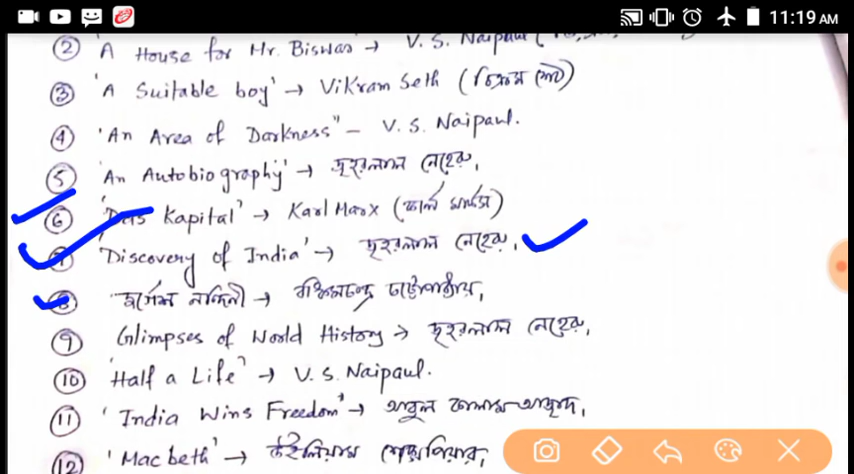 11:19 AM
② 'A House for Mr. Biswas' → V. S. Naipaul (
③ 'A Suitable boy' → Vikram Seth (বিক্রম শেঠ)
④ 'An Area of Darkness" – V. S. Naipaul.
⑤ 'An Autobiography' → জহরলাল নেহেরু,
⑥ 'Das Kapital' → Karl Marx (কার্ল মার্কস)
⑦ 'Discovery of India' → জহরলাল নেহেরু,
⑧ 'দুর্গেশ নন্দিনী → বঙ্কিমচন্দ্র চট্টোপাধ্যায়,
⑨ Glimpses of World History → জহরলাল নেহেরু,
⑩ 'Half a Life' → V. S. Naipaul.
⑪ 'India Wins Freedom' → আবুল কালাম আজাদ,
⑫ 'Macbeth' → উইলিয়াম শেক্সপিয়ার,